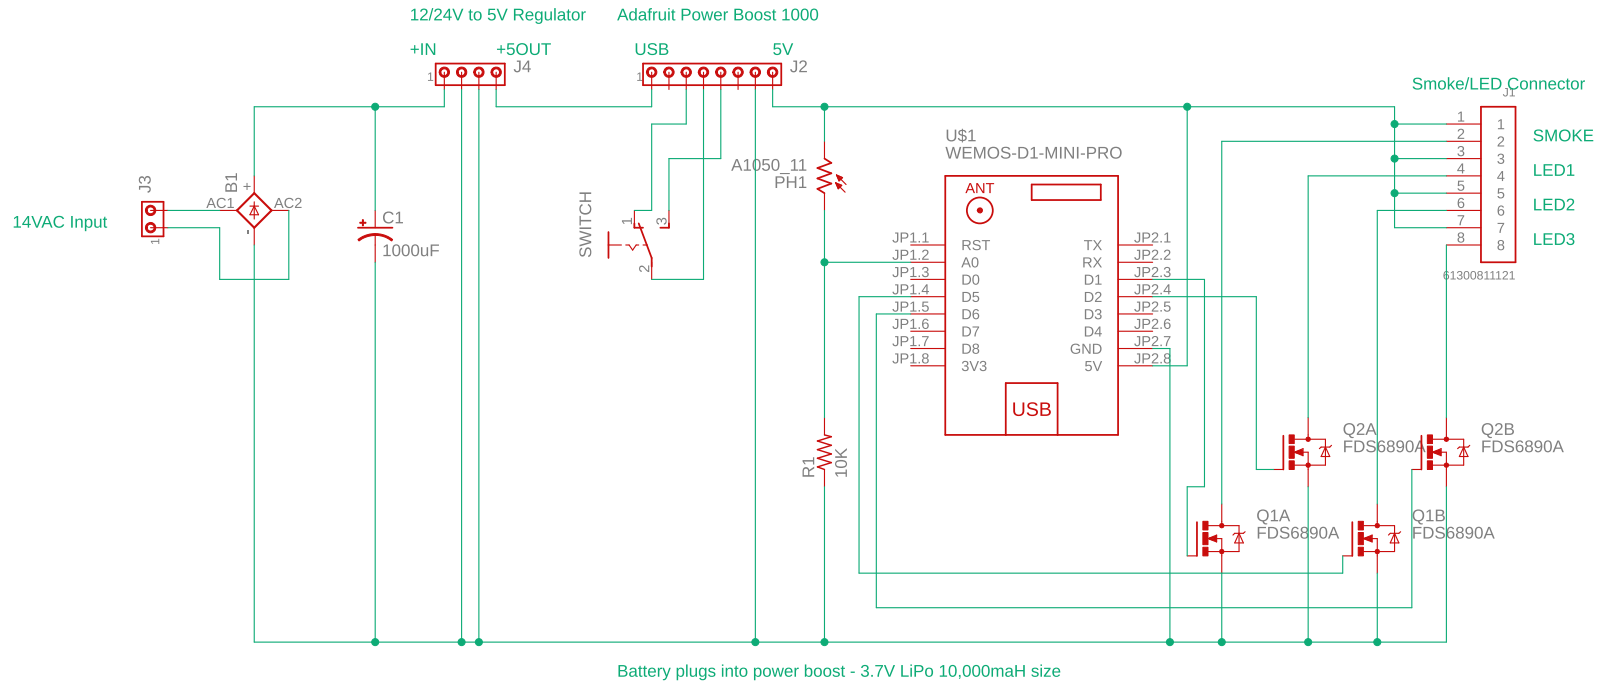 12/24V to 5V Regulator
Adafruit Power Boost 1000
+IN
+5OUT
USB
5V
1
J4
1
J2
Smoke/LED Connector
J1
1 1
2 2
SMOKE
3 3
4 4
LED1
5 5
6 6
LED2
7 7
8 8
LED3
61300811121
14VAC Input
J3
1
B1
+
AC1
AC2
-
+
C1
1000uF
SWITCH
1
3
2
A1050_11
PH1
R1
10K
U$1
WEMOS-D1-MINI-PRO
ANT
JP1.1 RST TX JP2.1
JP1.2 A0 RX JP2.2
JP1.3 D0 D1 JP2.3
JP1.4 D5 D2 JP2.4
JP1.5 D6 D3 JP2.5
JP1.6 D7 D4 JP2.6
JP1.7 D8 GND JP2.7
JP1.8 3V3 5V JP2.8
USB
Q2A
FDS6890A
Q2B
FDS6890A
Q1A
FDS6890A
Q1B
FDS6890A
Battery plugs into power boost - 3.7V LiPo 10,000maH size